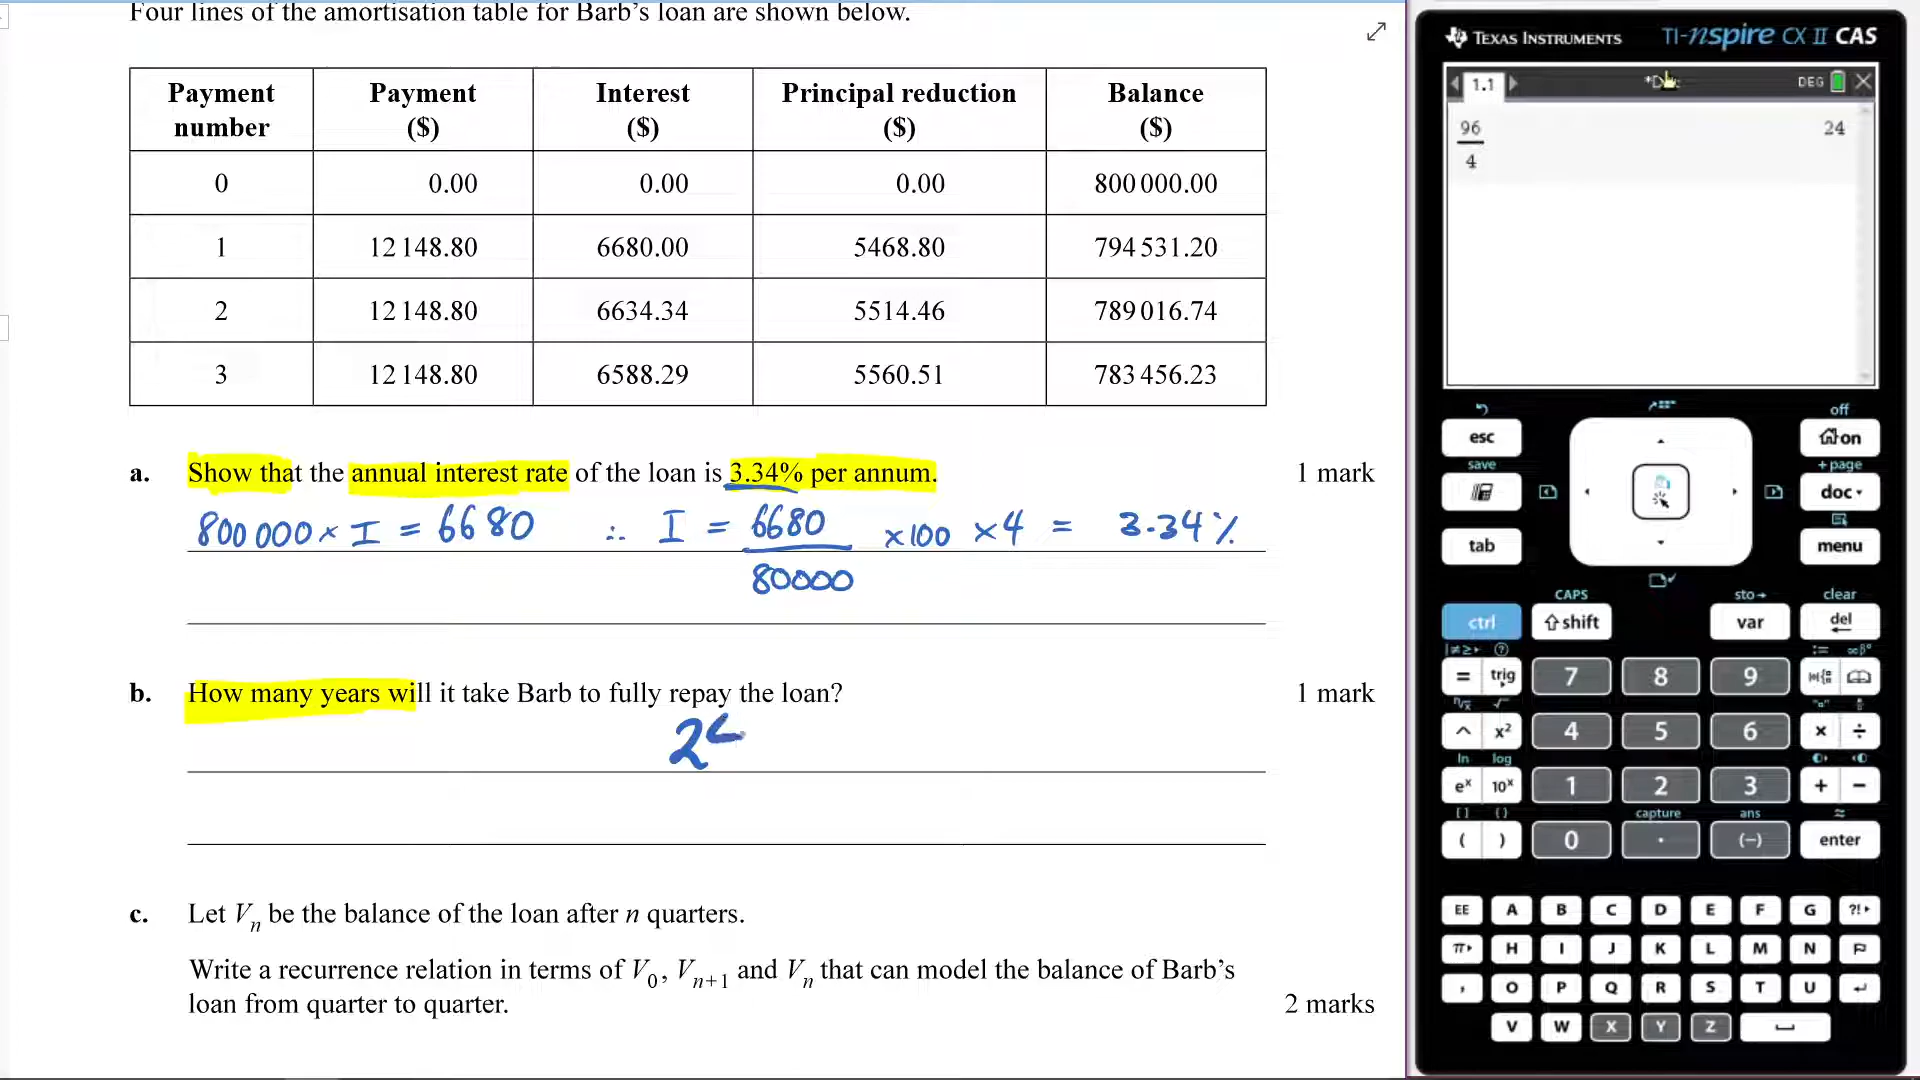 Four lines of the amortisation table for Barb's loan are shown below.
Payment number Payment ($) Interest ($) Principal reduction ($) Balance ($)
0 0.00 0.00 0.00 800 000.00
1 12 148.80 6680.00 5468.80 794 531.20
2 12 148.80 6634.34 5514.46 789 016.74
3 12 148.80 6588.29 5560.51 783 456.23
a. Show that the annual interest rate of the loan is 3.34% per annum. 1 mark
800 000 × I = 6680 ∴ I = 6680 ×100 ×4 = 3.34%
80000
b. How many years will it take Barb to fully repay the loan? 1 mark
2
c. Let Vn be the balance of the loan after n quarters.
Write a recurrence relation in terms of V0, Vn+1 and Vn that can model the balance of Barb's
loan from quarter to quarter. 2 marks
TEXAS INSTRUMENTS TI-nspire CX II CAS
1.1 DEG
96 24
4
off
esc on
save + page
doc
tab menu
CAPS sto→ clear
ctrl shift var del
= trig 7 8 9
^ x² 4 5 6 × ÷
ln log
eˣ 10ˣ 1 2 3 + −
[ ] { } capture ans ≈
( ) 0 . (−) enter
EE A B C D E F G ?!
π H I J K L M N
, O P Q R S T U
V W X Y Z